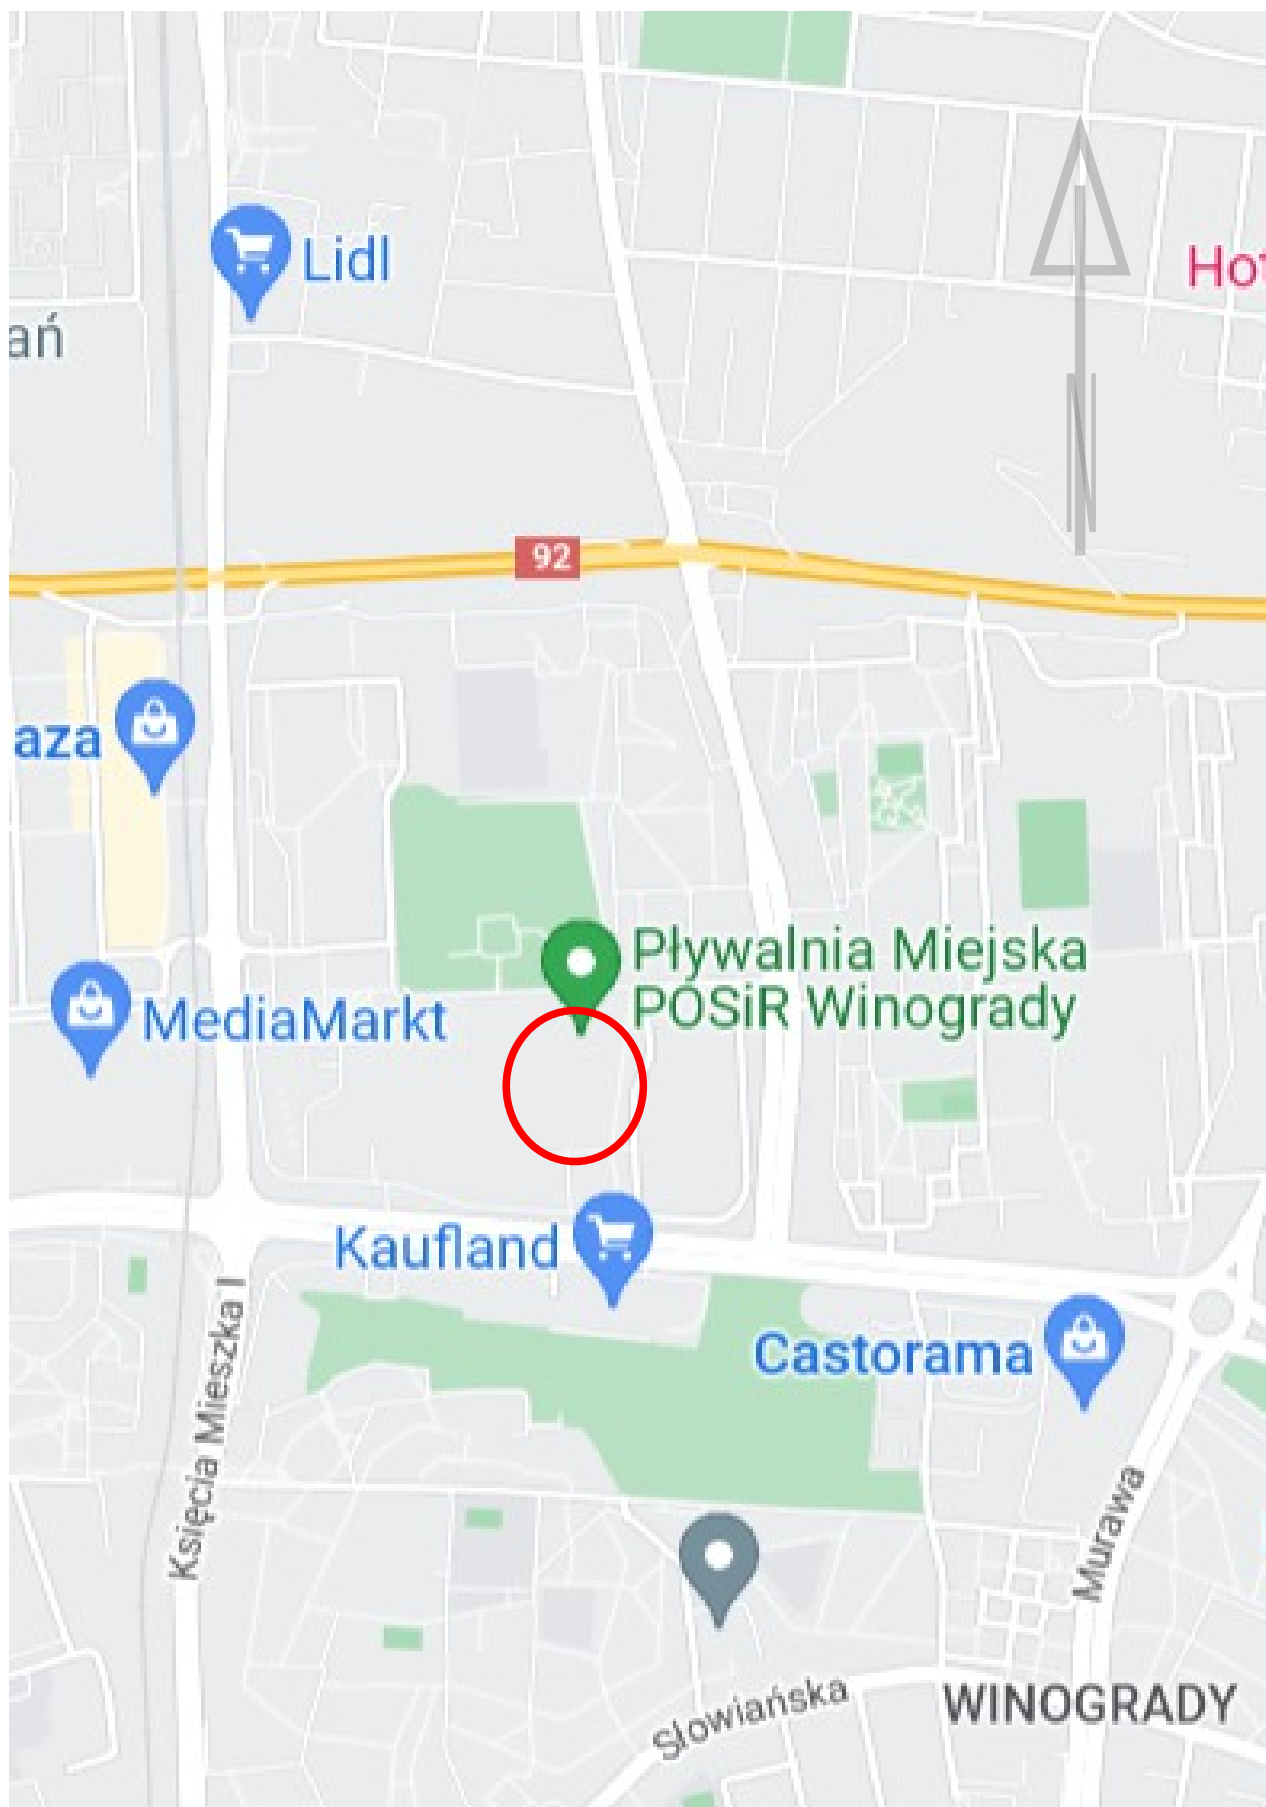 Lidl
Hot
ań
N
92
aza
Pływalnia Miejska
POSiR Winogrady
MediaMarkt
Kaufland
Castorama
Księcia Mieszka I
Murawa
Słowiańska
WINOGRADY